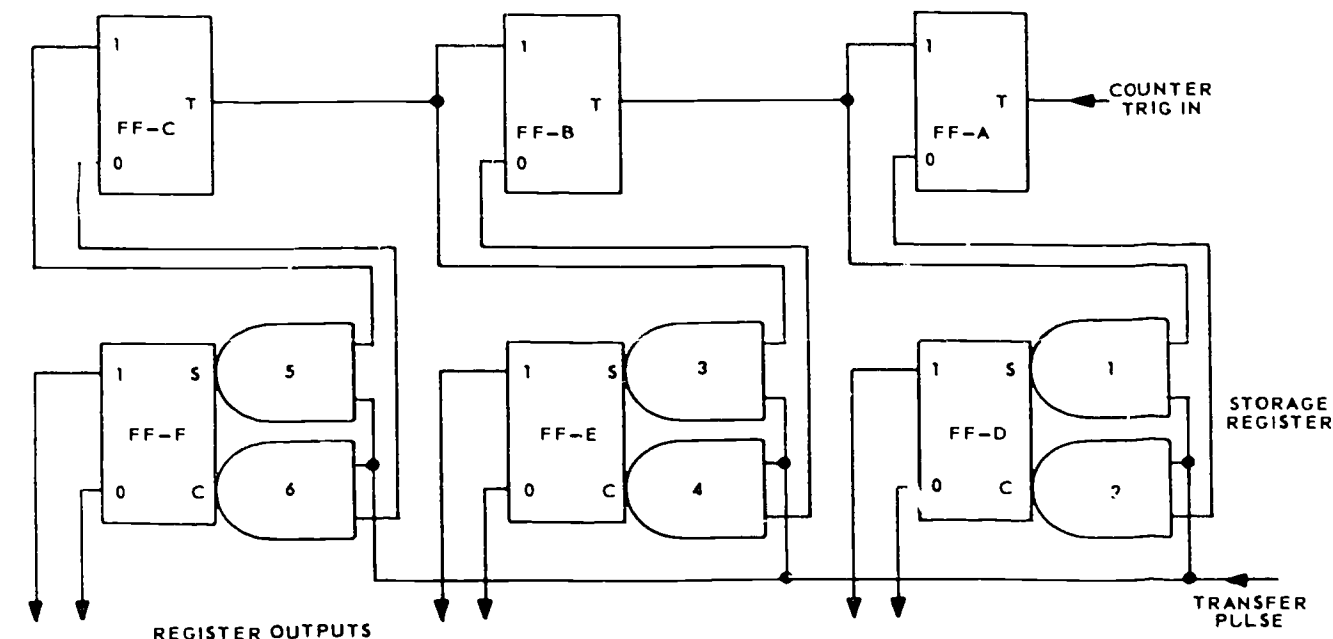 1
T
FF-C
0
1
T
FF-B
0
1
T
FF-A
0
COUNTER
TRIG IN
1
S
5
FF-F
0
C
6
1
S
3
FF-E
0
C
4
1
S
1
FF-D
0
C
STORAGE
REGISTER
REGISTER OUTPUTS
TRANSFER
PULSE